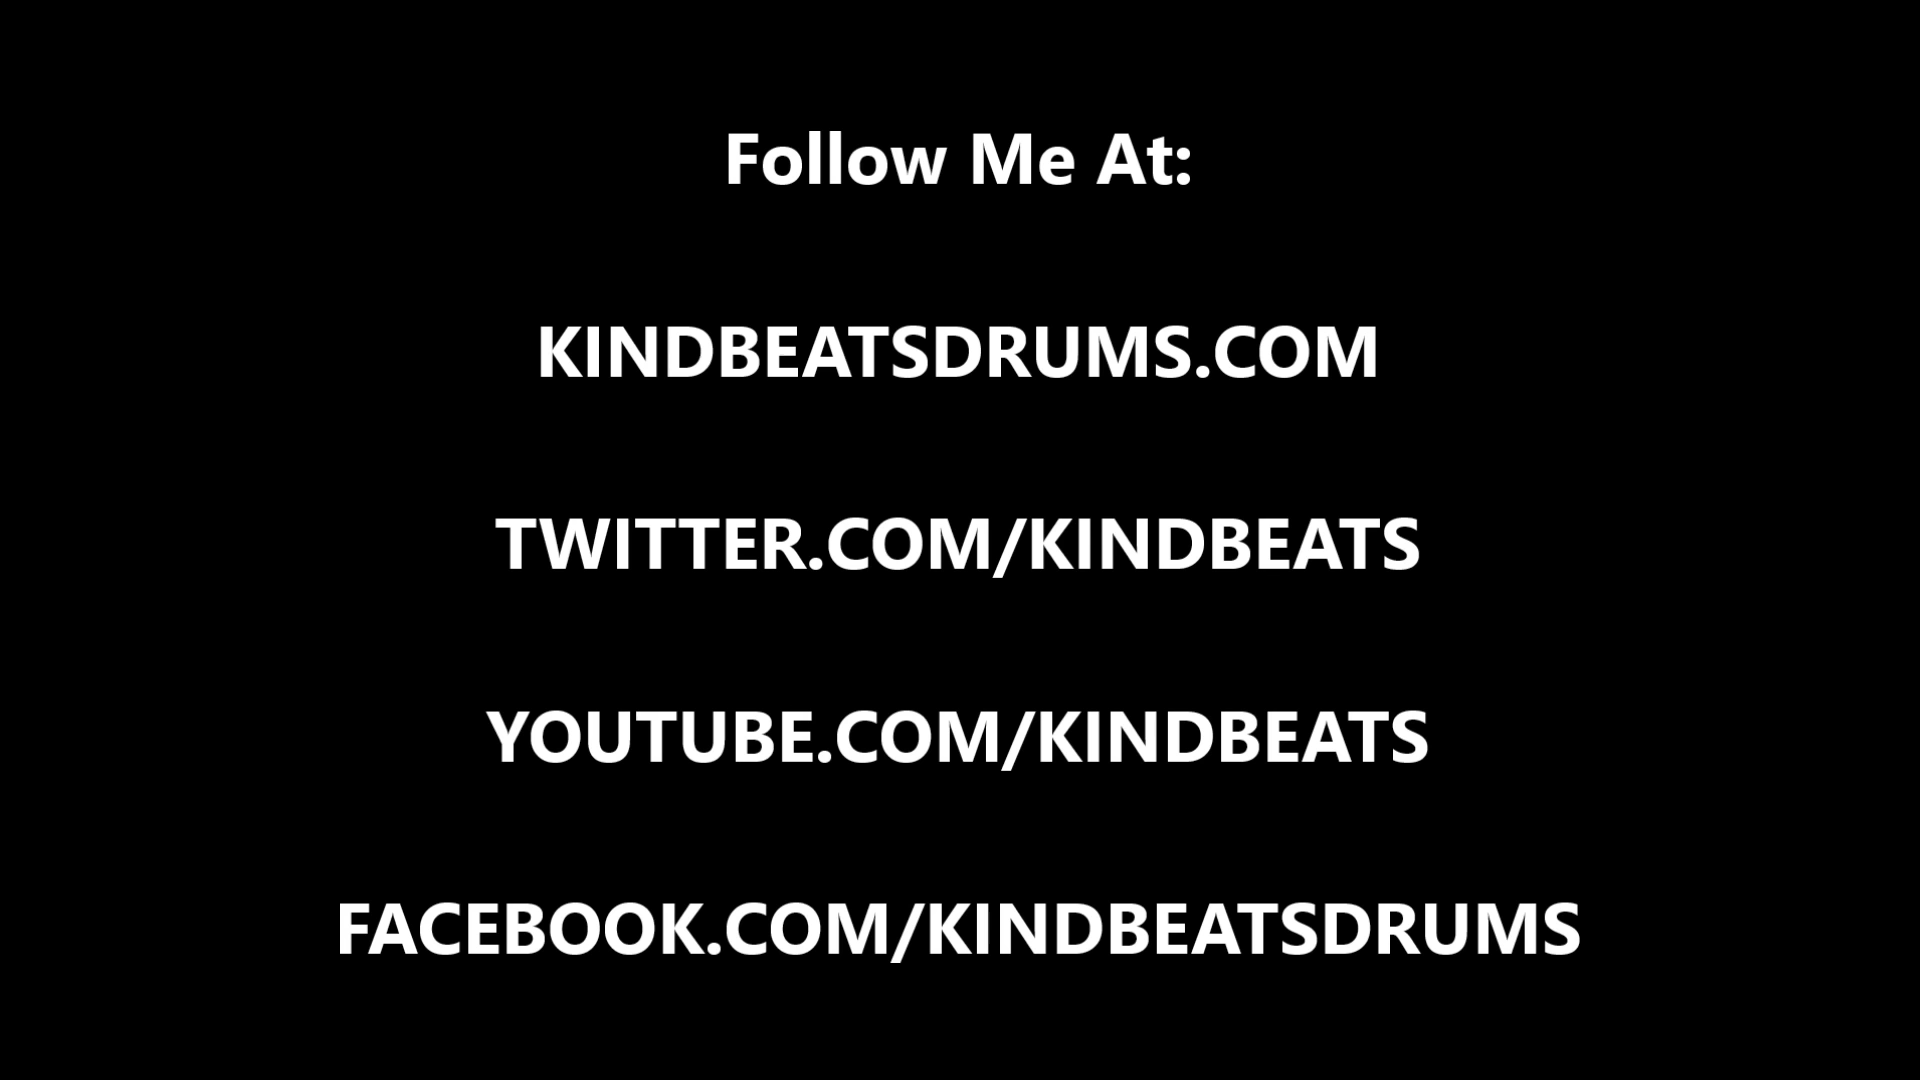 Follow Me At:
KINDBEATSDRUMS.COM
TWITTER.COM/KINDBEATS
YOUTUBE.COM/KINDBEATS
FACEBOOK.COM/KINDBEATSDRUMS